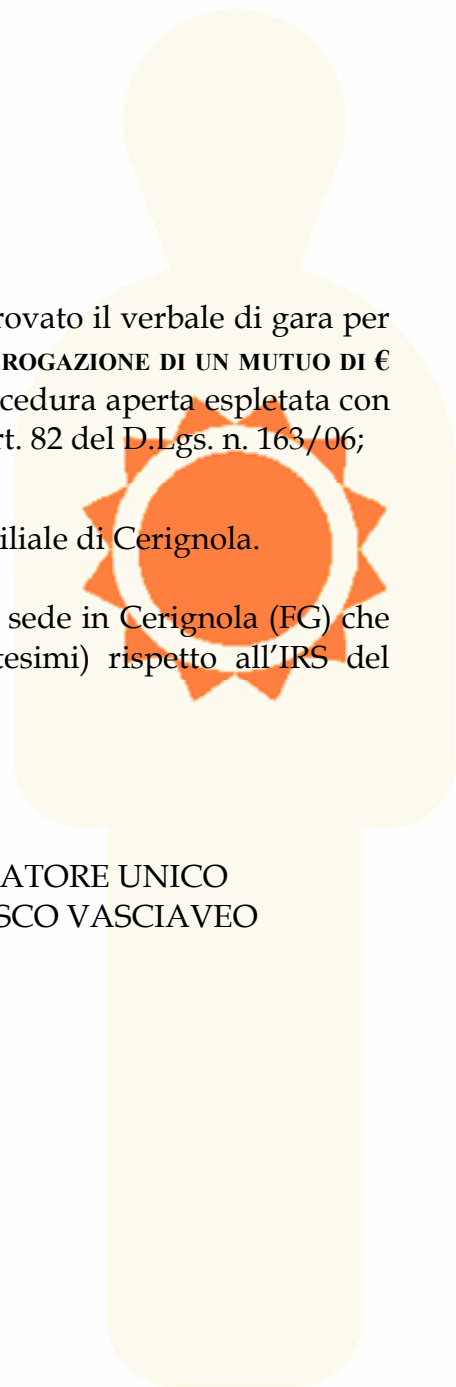 rovato il verbale di gara per
ROGAZIONE DI UN MUTUO DI €
cedura aperta espletata con
rt. 82 del D.Lgs. n. 163/06;
iliale di Cerignola.
sede in Cerignola (FG) che
tesimi) rispetto all’IRS del
ATORE UNICO
SCO VASCIAVEO